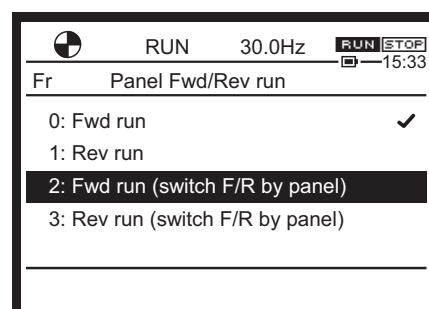 RUN 30.0Hz RUN STOP
15:33
Fr Panel Fwd/Rev run
0: Fwd run
1: Rev run
2: Fwd run (switch F/R by panel)
3: Rev run (switch F/R by panel)